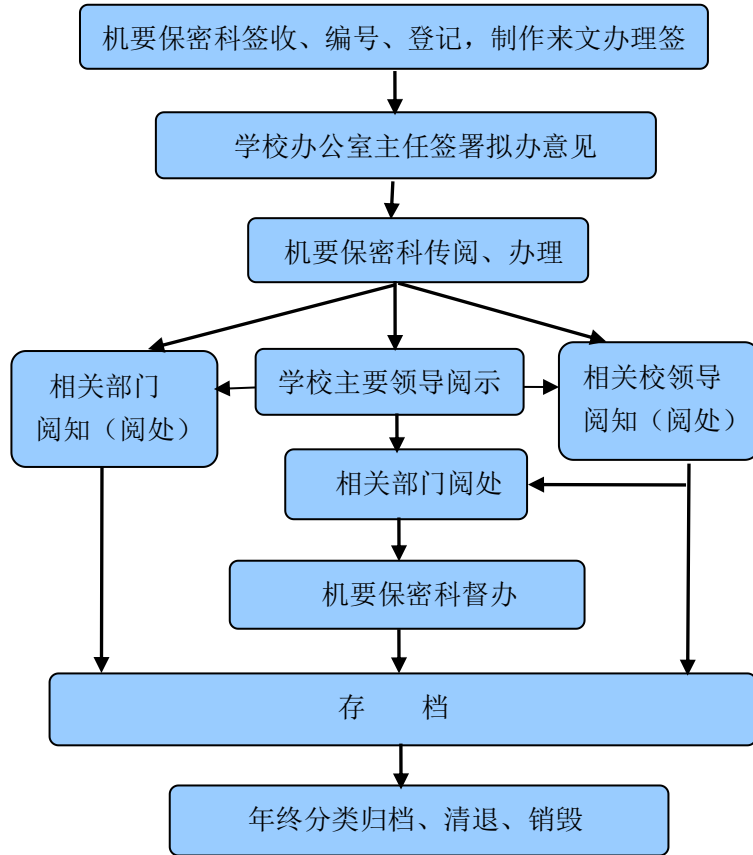 机要保密科签收、编号、登记，制作来文办理签
学校办公室主任签署拟办意见
机要保密科传阅、办理
相关部门
阅知（阅处）
学校主要领导阅示
相关校领导
阅知（阅处）
相关部门阅处
机要保密科督办
存　　档
年终分类归档、清退、销毁